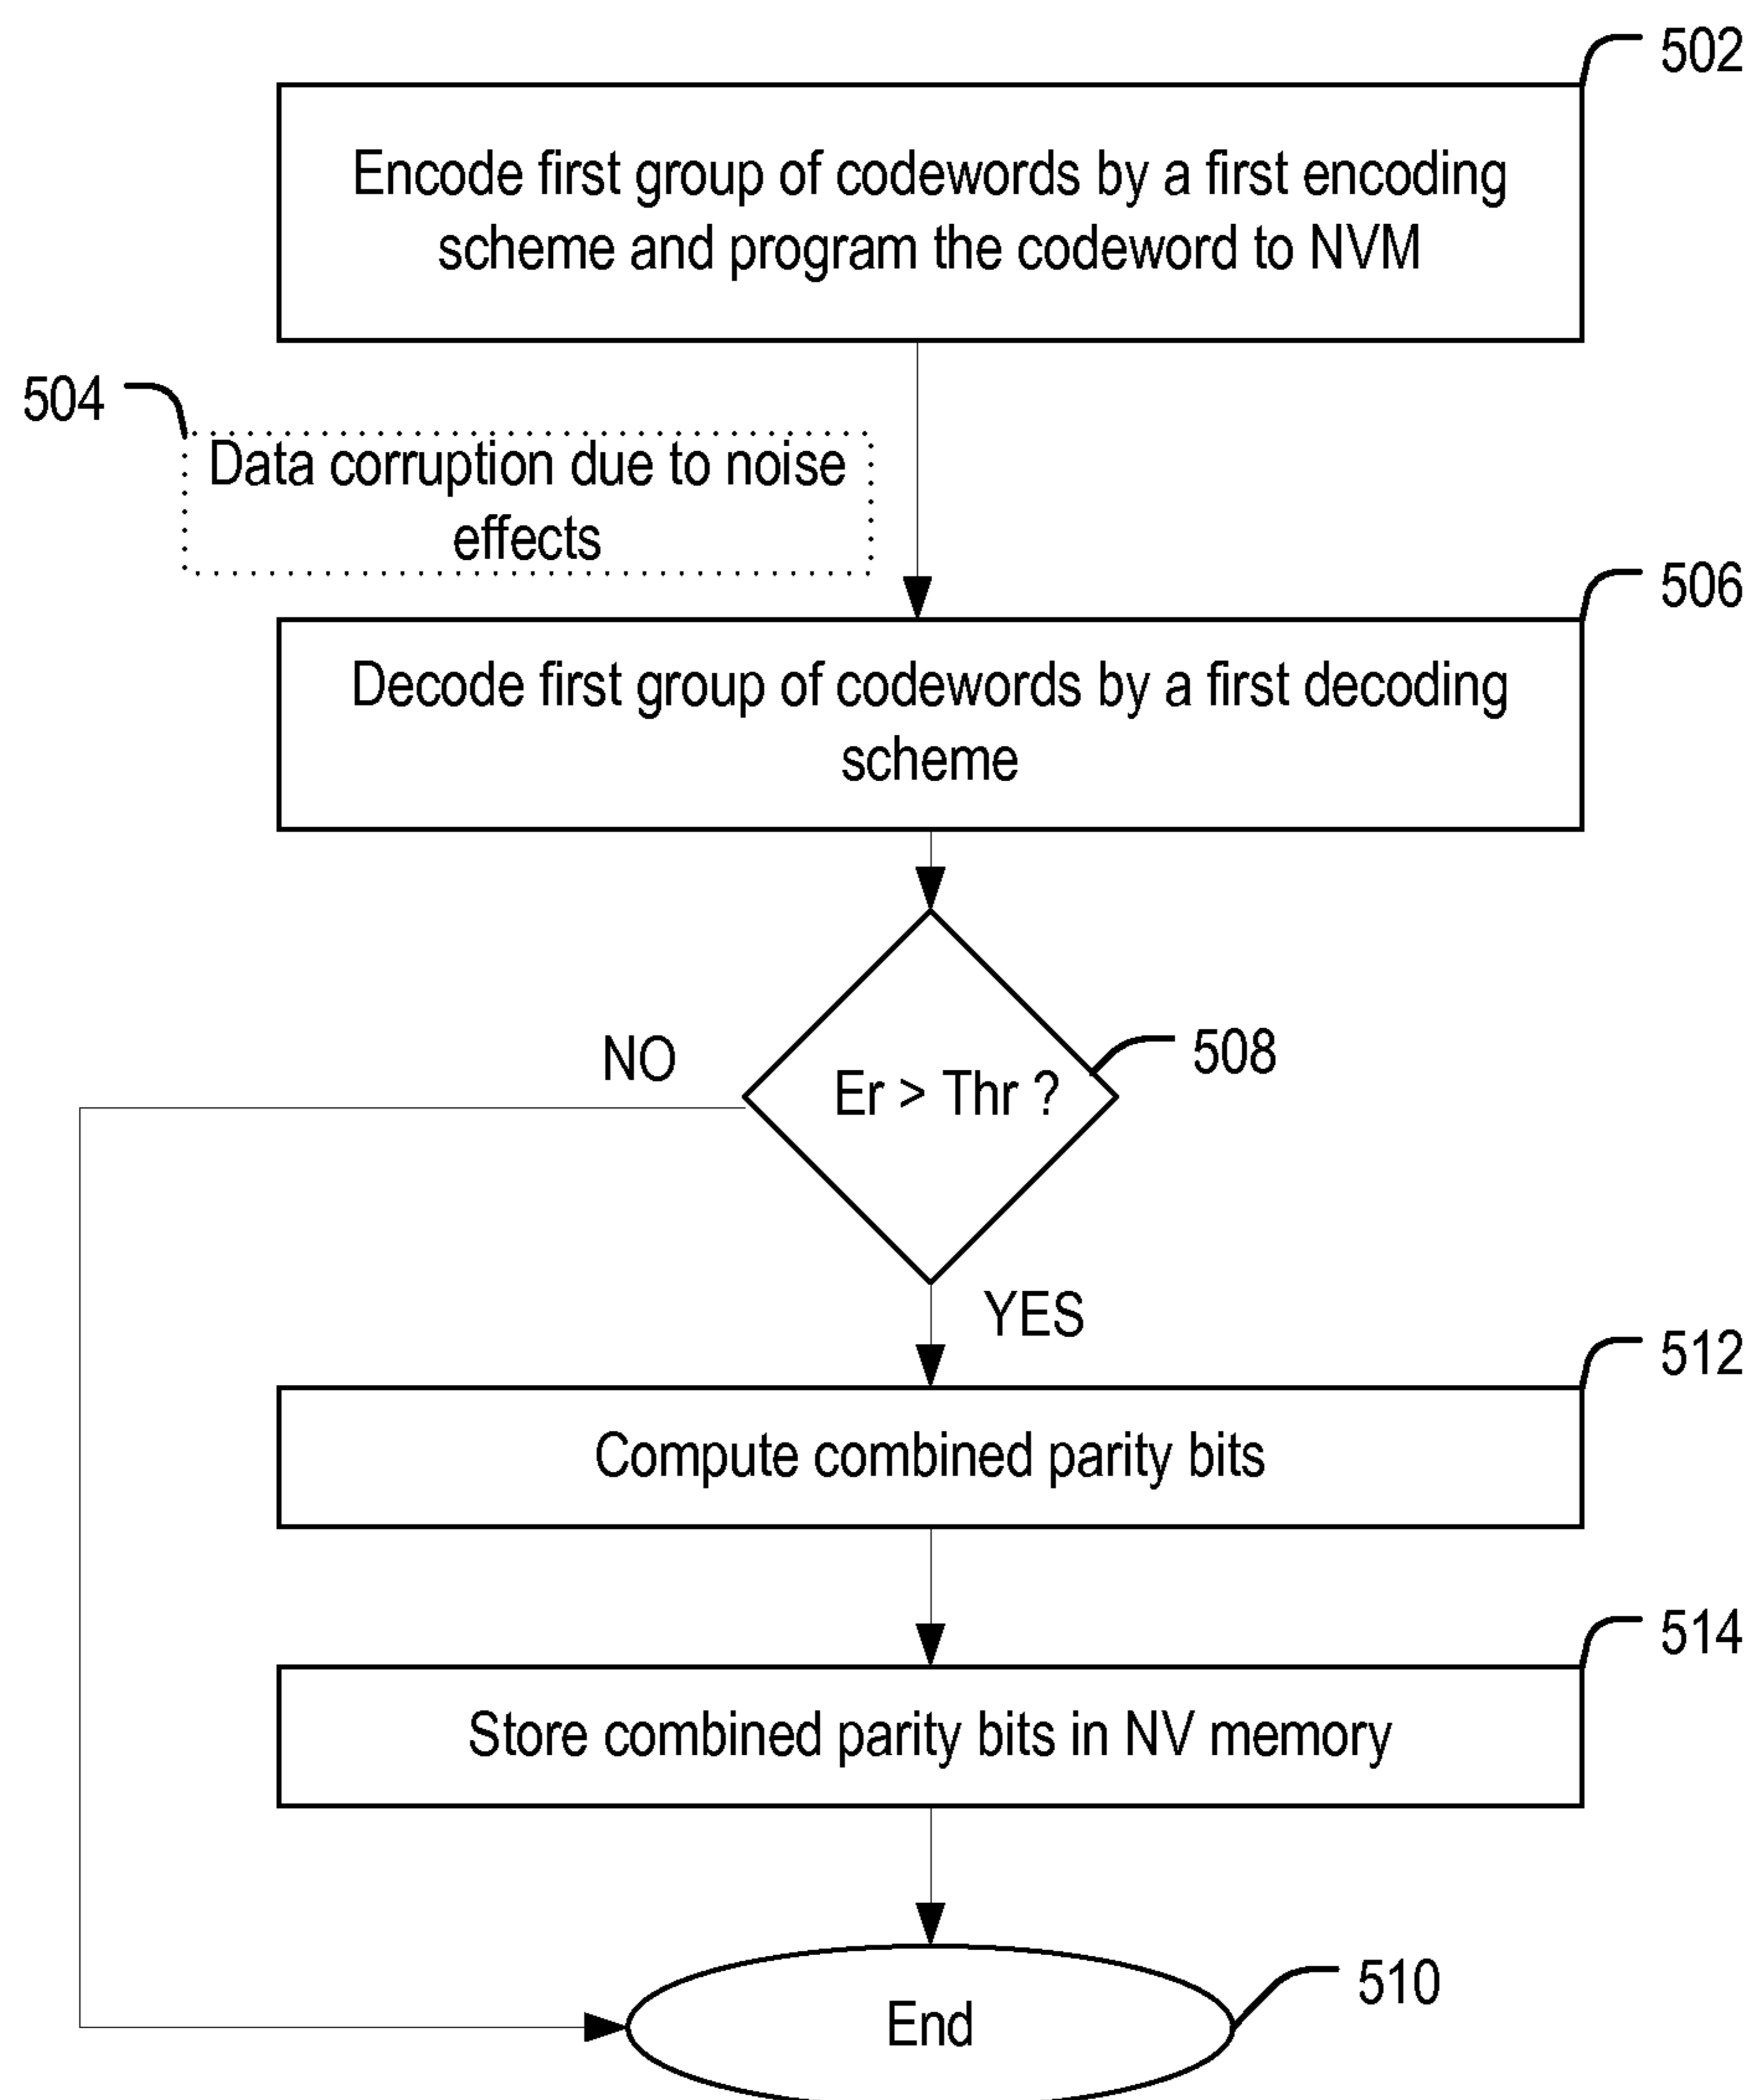 502
Encode first group of codewords by a first encoding
scheme and program the codeword to NVM
504
Data corruption due to noise
effects
506
Decode first group of codewords by a first decoding
scheme
NO
508
Er > Thr ?
YES
512
Compute combined parity bits
514
Store combined parity bits in NV memory
510
End